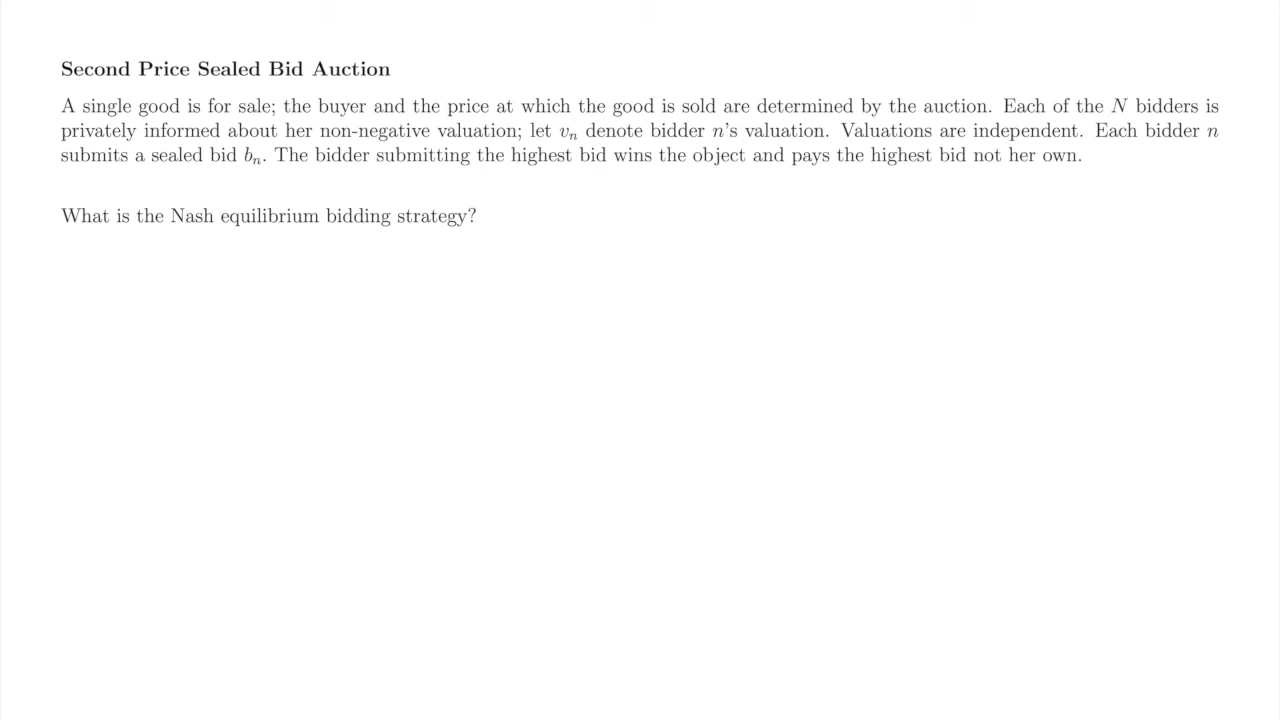 Second Price Sealed Bid Auction
A single good is for sale; the buyer and the price at which the good is sold are determined by the auction. Each of the N bidders is
privately informed about her non-negative valuation; let vₙ denote bidder n's valuation. Valuations are independent. Each bidder n
submits a sealed bid bₙ. The bidder submitting the highest bid wins the object and pays the highest bid not her own.
What is the Nash equilibrium bidding strategy?